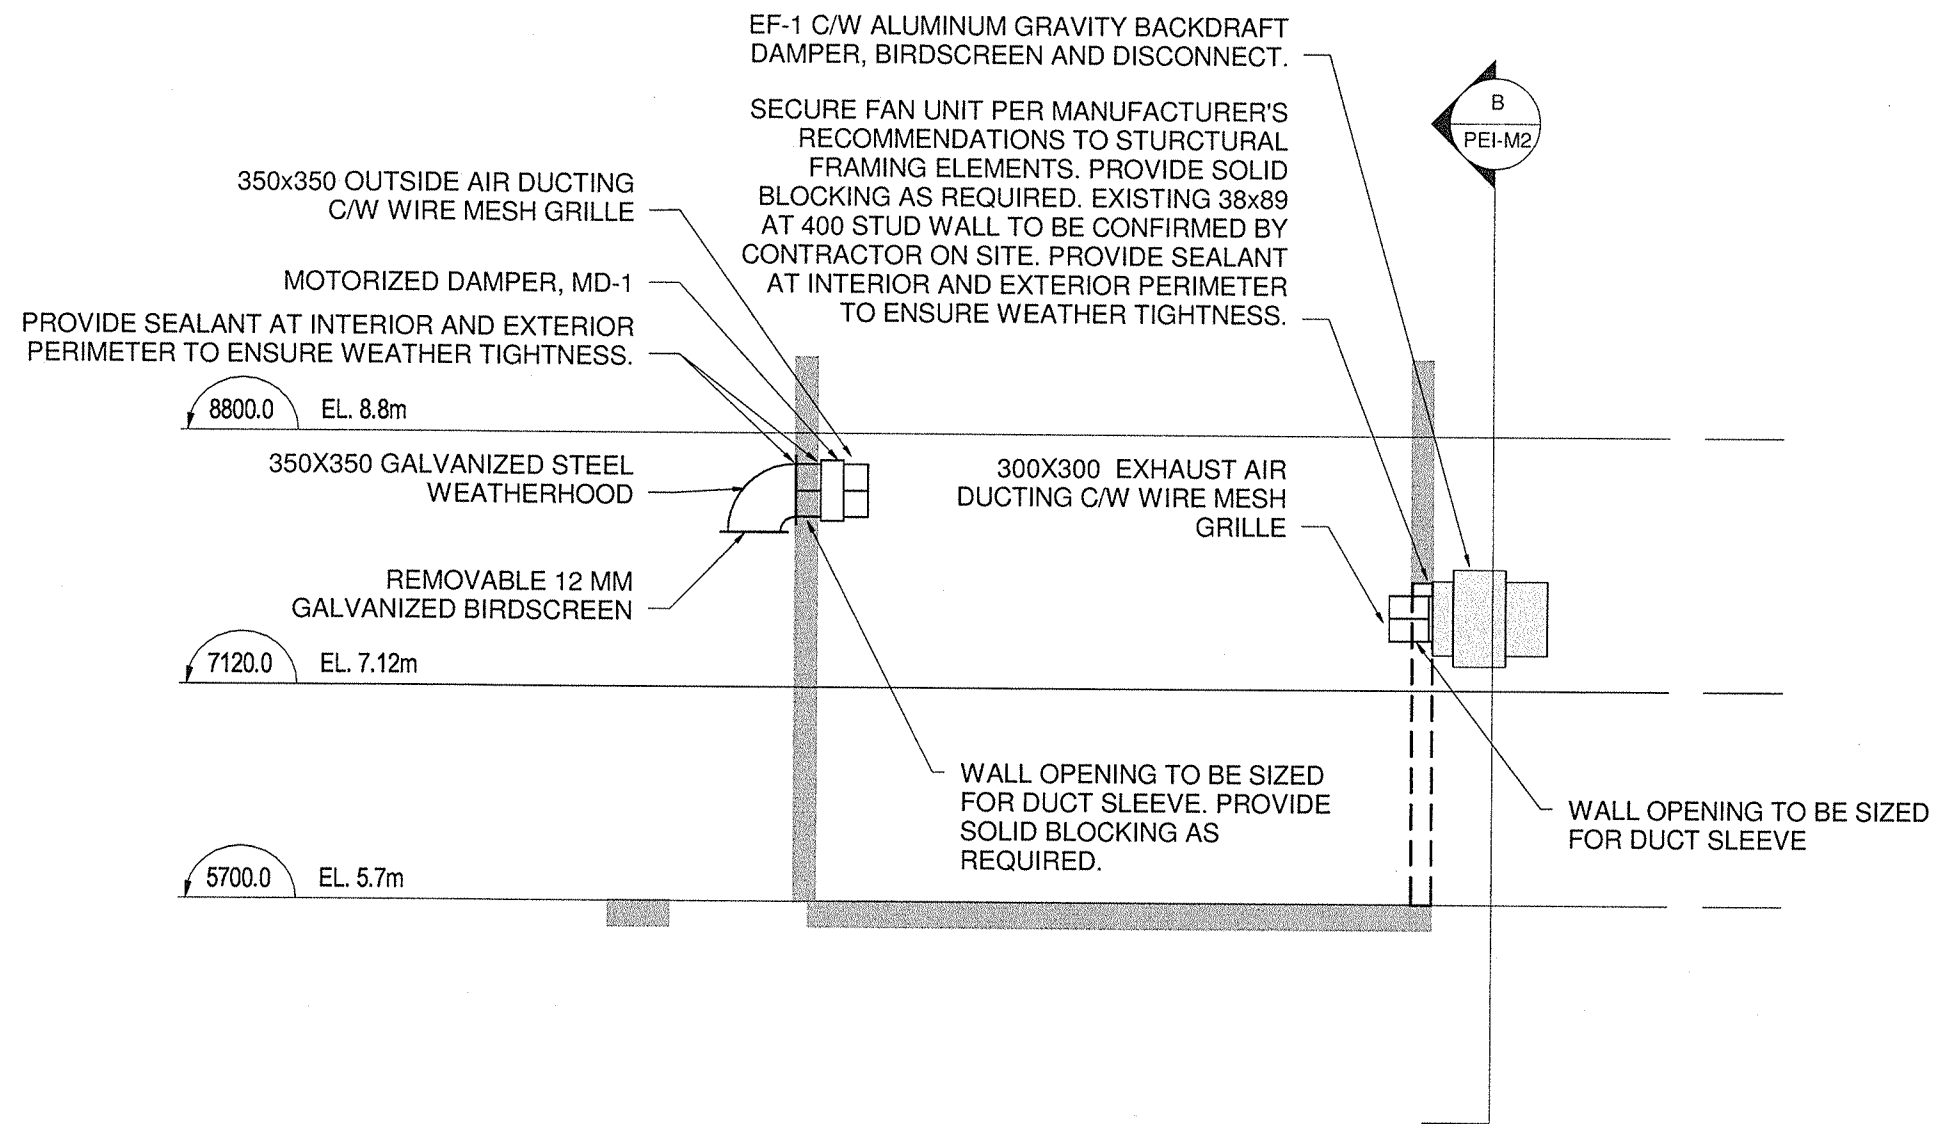 EF-1 C/W ALUMINUM GRAVITY BACKDRAFT
DAMPER, BIRDSCREEN AND DISCONNECT.
B
PEI-M2
SECURE FAN UNIT PER MANUFACTURER'S
RECOMMENDATIONS TO STURCTURAL
FRAMING ELEMENTS. PROVIDE SOLID
BLOCKING AS REQUIRED. EXISTING 38x89
AT 400 STUD WALL TO BE CONFIRMED BY
CONTRACTOR ON SITE. PROVIDE SEALANT
AT INTERIOR AND EXTERIOR PERIMETER
TO ENSURE WEATHER TIGHTNESS.
350x350 OUTSIDE AIR DUCTING
C/W WIRE MESH GRILLE
MOTORIZED DAMPER, MD-1
PROVIDE SEALANT AT INTERIOR AND EXTERIOR
PERIMETER TO ENSURE WEATHER TIGHTNESS.
8800.0 EL. 8.8m
350X350 GALVANIZED STEEL
WEATHERHOOD
300X300 EXHAUST AIR
DUCTING C/W WIRE MESH
GRILLE
REMOVABLE 12 MM
GALVANIZED BIRDSCREEN
7120.0 EL. 7.12m
WALL OPENING TO BE SIZED
FOR DUCT SLEEVE. PROVIDE
SOLID BLOCKING AS
REQUIRED.
WALL OPENING TO BE SIZED
FOR DUCT SLEEVE
5700.0 EL. 5.7m